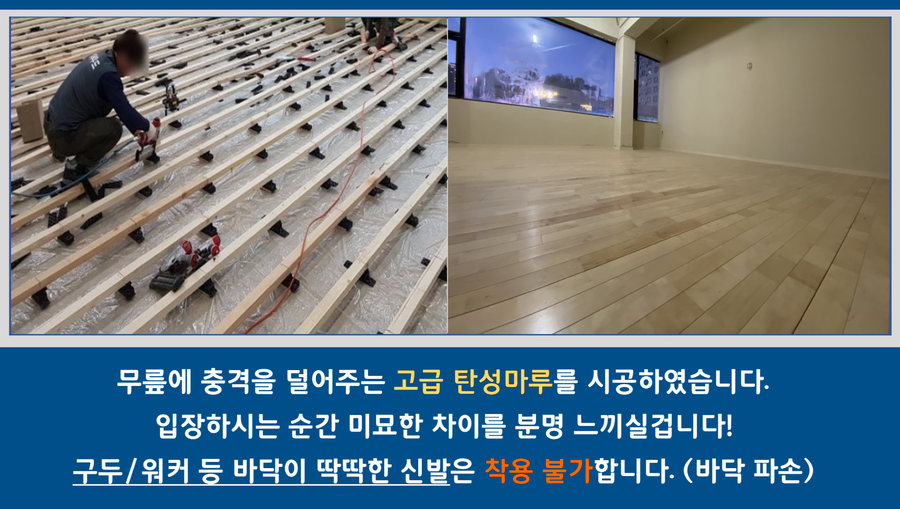 무릎에 충격을 덜어주는 고급 탄성마루를 시공하였습니다.
입장하시는 순간 미묘한 차이를 분명 느끼실겁니다!
구두/워커 등 바닥이 딱딱한 신발은 착용 불가합니다. (바닥 파손)